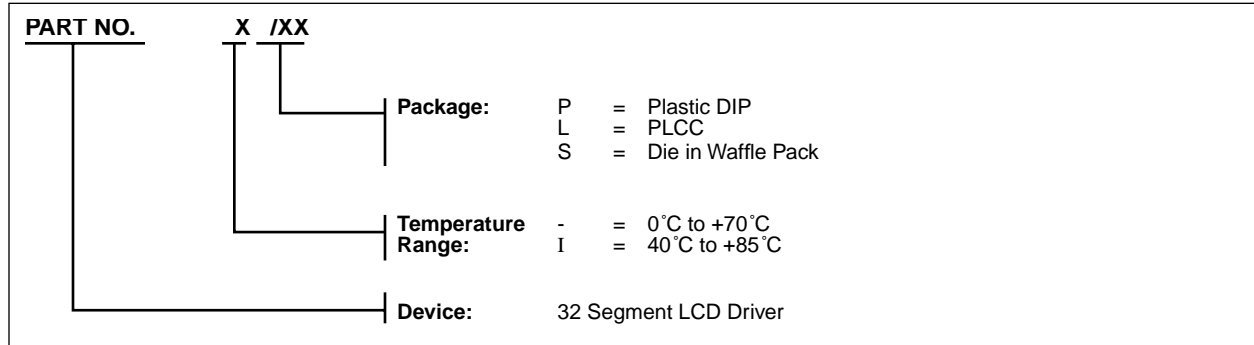 PART NO. X /XX
Package: P = Plastic DIP
L = PLCC
S = Die in Waffle Pack
Temperature - = 0˚C to +70˚C
Range: I = 40˚C to +85˚C
Device: 32 Segment LCD Driver